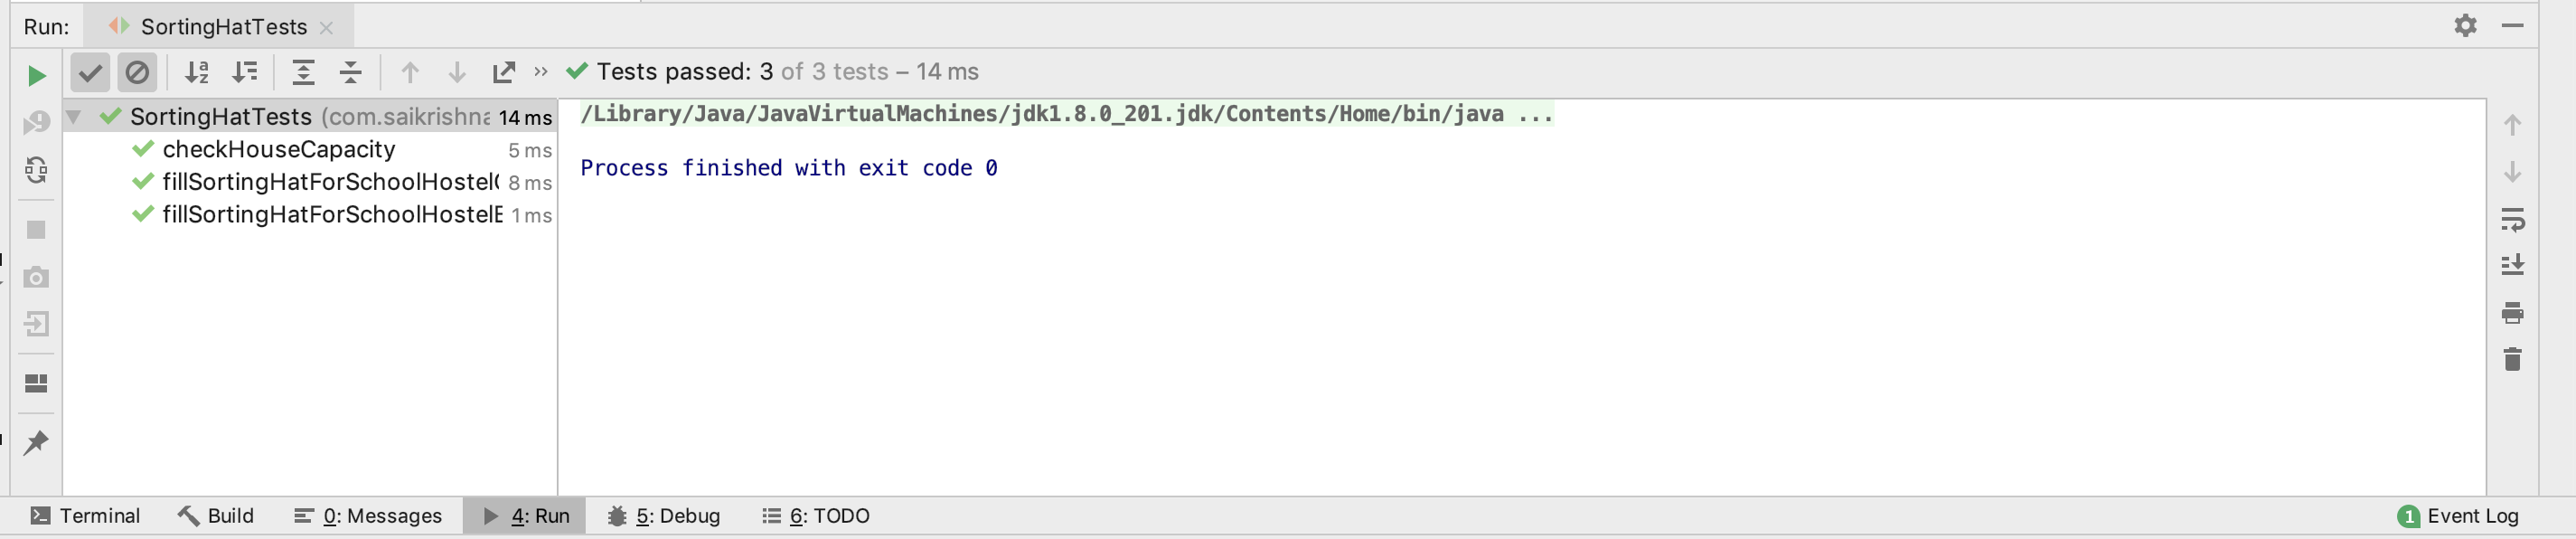 Run: SortingHatTests
Tests passed: 3 of 3 tests – 14 ms
SortingHatTests (com.saikrishna 14 ms
checkHouseCapacity 5 ms
fillSortingHatForSchoolHostel 8 ms
fillSortingHatForSchoolHostel 1 ms
/Library/Java/JavaVirtualMachines/jdk1.8.0_201.jdk/Contents/Home/bin/java ...
Process finished with exit code 0
Terminal Build 0: Messages 4: Run 5: Debug 6: TODO 1 Event Log